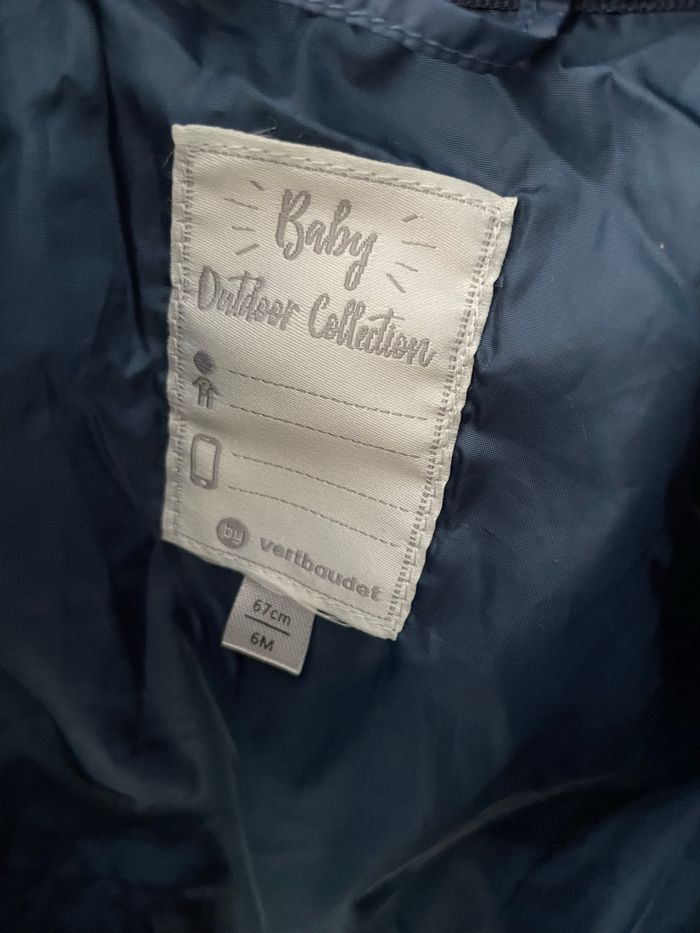 Baby
Outdoor Collection
by vertbaudet
67cm
6M